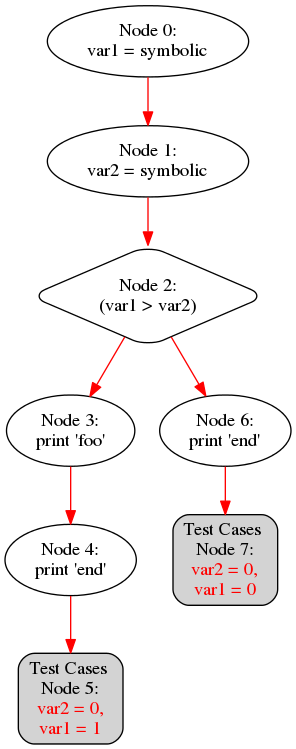 Node 0:
var1 = symbolic
Node 1:
var2 = symbolic
Node 2:
(var1 > var2)
Node 3:
print 'foo'
Node 6:
print 'end'
Node 4:
print 'end'
Test Cases
Node 7:
var2 = 0,
var1 = 0
Test Cases
Node 5:
var2 = 0,
var1 = 1